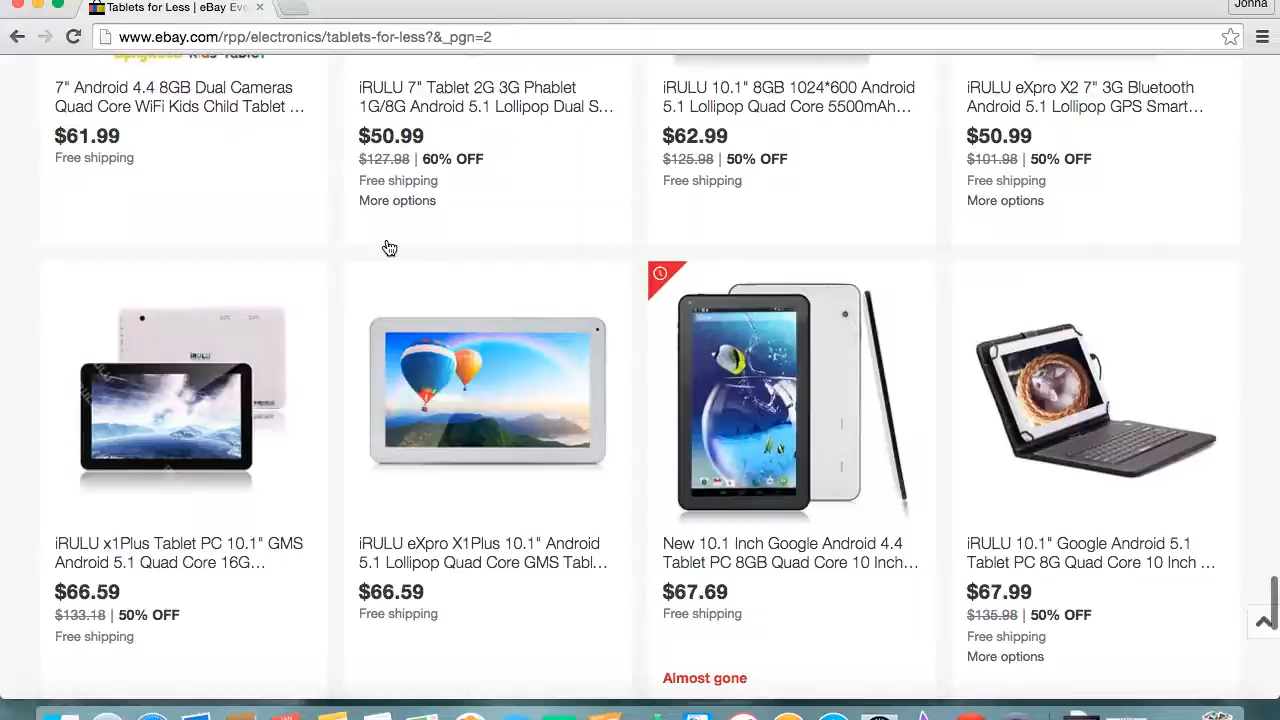 Tablets for Less | eBay Eve
Jonna
www.ebay.com/rpp/electronics/tablets-for-less?&_pgn=2
7" Android 4.4 8GB Dual Cameras
Quad Core WiFi Kids Child Tablet ...
$61.99
Free shipping
iRULU 7" Tablet 2G 3G Phablet
1G/8G Android 5.1 Lollipop Dual S...
$50.99
$127.98 | 60% OFF
Free shipping
More options
iRULU 10.1" 8GB 1024*600 Android
5.1 Lollipop Quad Core 5500mAh...
$62.99
$125.98 | 50% OFF
Free shipping
iRULU eXpro X2 7" 3G Bluetooth
Android 5.1 Lollipop GPS Smart...
$50.99
$101.98 | 50% OFF
Free shipping
More options
iRULU
iRULU x1Plus Tablet PC 10.1" GMS
Android 5.1 Quad Core 16G...
$66.59
$133.18 | 50% OFF
Free shipping
iRULU eXpro X1Plus 10.1" Android
5.1 Lollipop Quad Core GMS Tabl...
$66.59
Free shipping
New 10.1 Inch Google Android 4.4
Tablet PC 8GB Quad Core 10 Inch...
$67.69
Free shipping
Almost gone
iRULU 10.1" Google Android 5.1
Tablet PC 8G Quad Core 10 Inch ...
$67.99
$135.98 | 50% OFF
Free shipping
More options